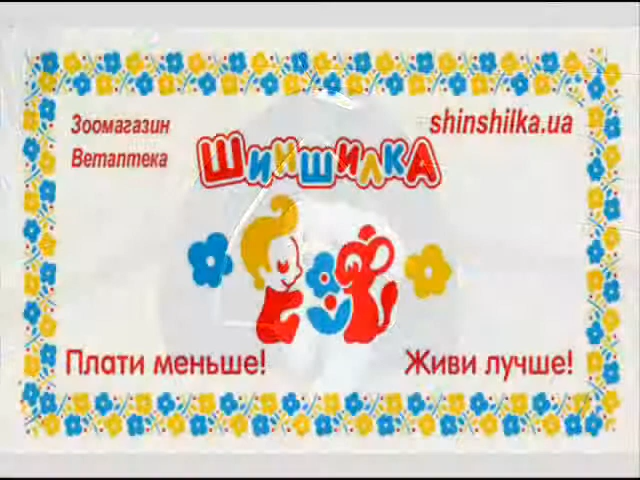 Зоомагазин
Ветаптека
shinshilka.ua
ШИНШИЛКА
Плати меньше!
Живи лучше!